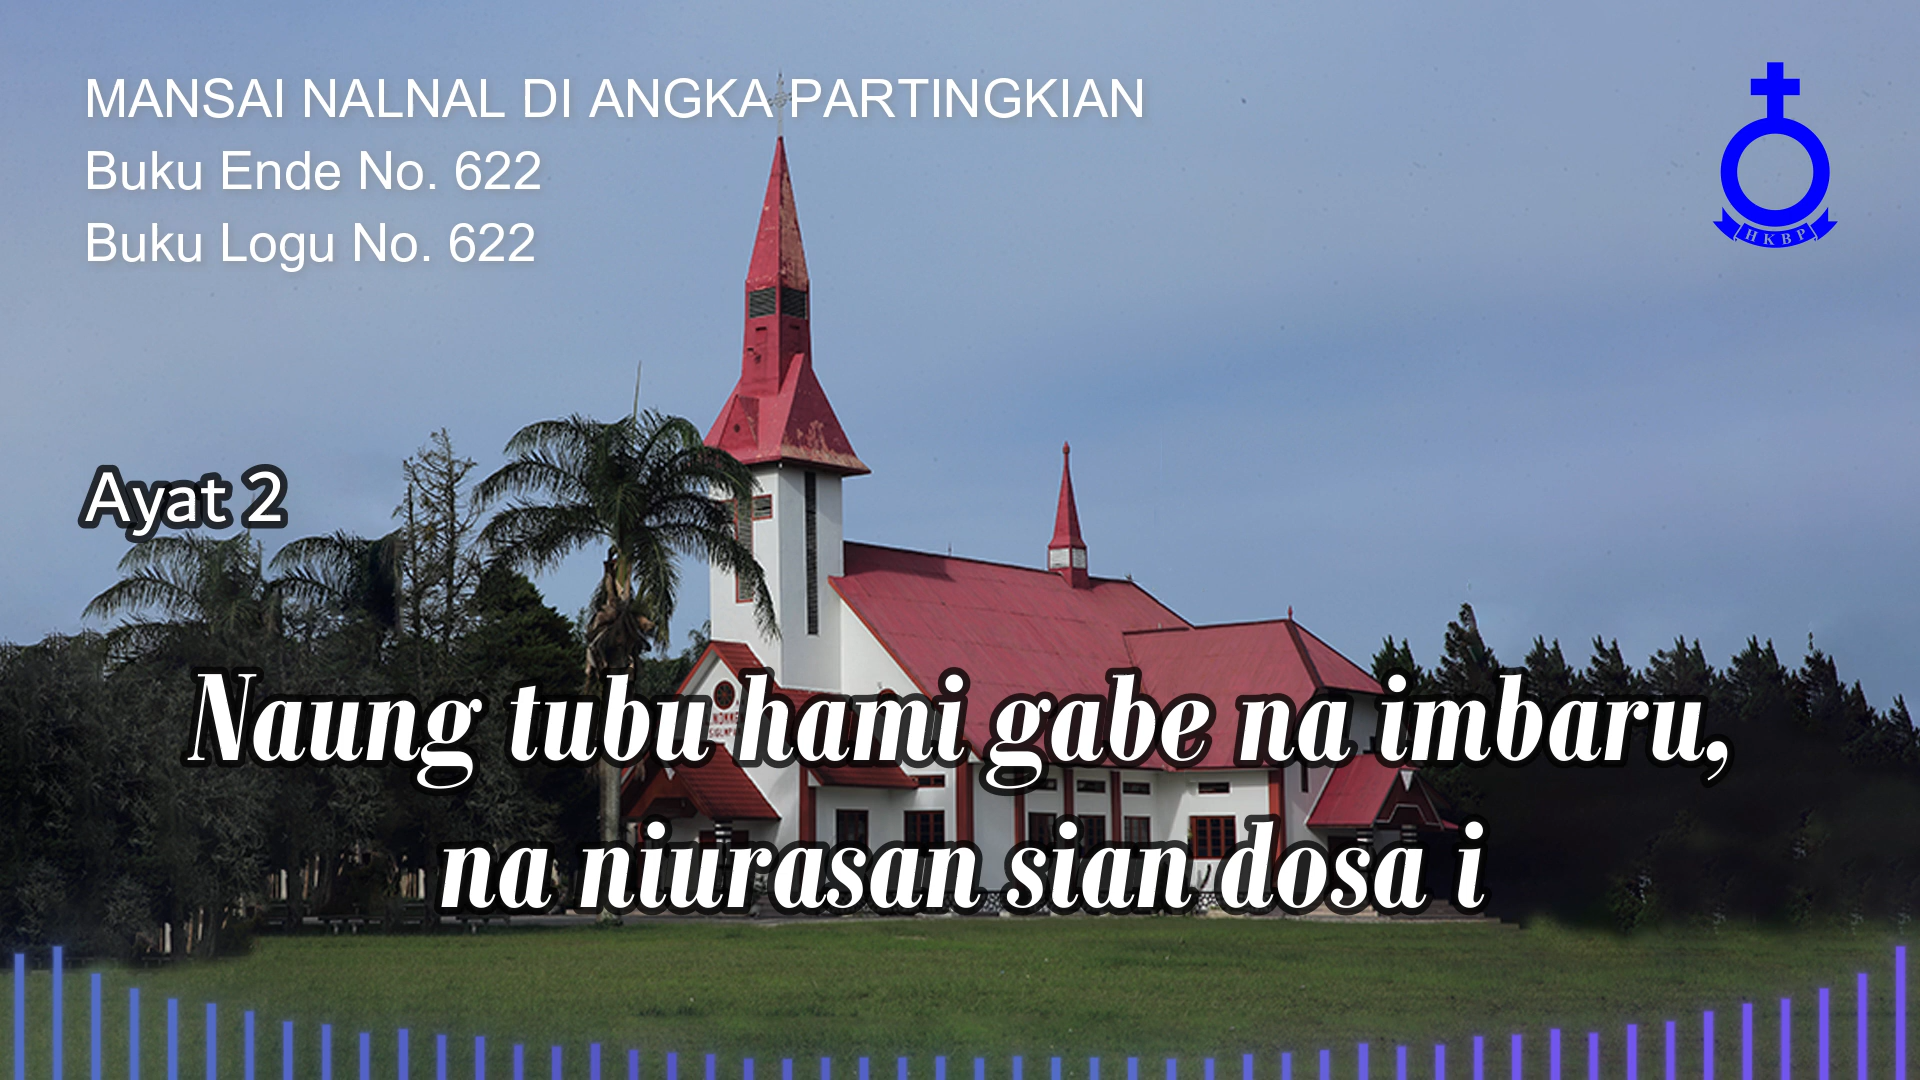 MANSAI NALNAL DI ANGKA PARTINGKIAN
Buku Ende No. 622
Buku Logu No. 622
HKBP
Ayat 2
Naung tubu hami gabe na imbaru,
na niurasan sian dosa i